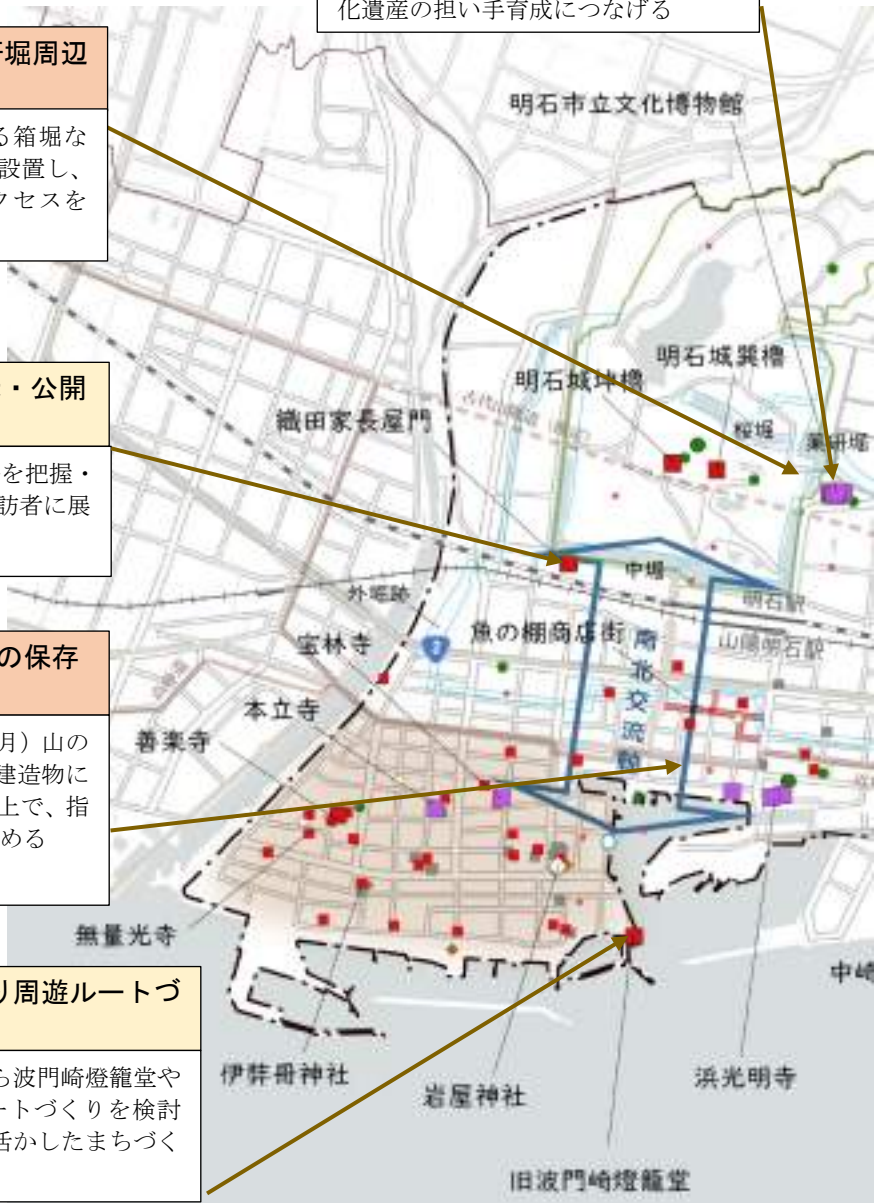 化遺産の担い手育成につなげる
堀周辺
る箱堀な
設置し、
クセスを
・公開
を把握・
訪者に展
の保存
月）山の
建造物に
上で、指
める
り周遊ルートづ
ら波門崎燈籠堂や
ートづくりを検討
活かしたまちづく
明石市立文化博物館
明石城巽櫓
明石城坤櫓
織田家長屋門
桜堀
薬研堀
中堀
明石駅
外堀跡
魚の棚商店街
山陽明石駅
南北交流軸
2
宝林寺
本立寺
善楽寺
無量光寺
中崎
伊弉冊神社
岩屋神社
浜光明寺
旧波門崎燈籠堂